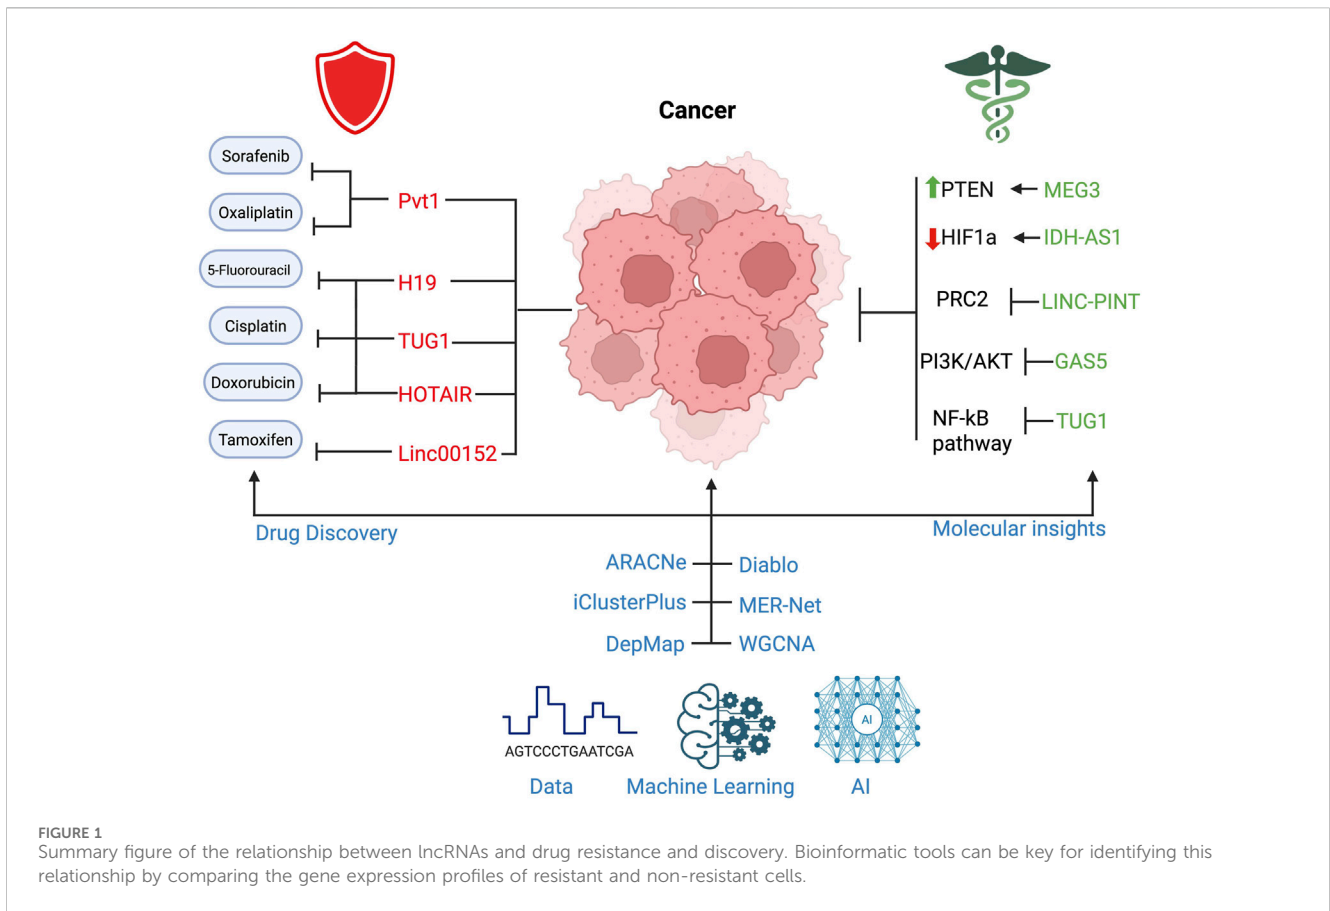 Cancer
Sorafenib
Oxaliplatin
5-Fluorouracil
Cisplatin
Doxorubicin
Tamoxifen
Pvt1
H19
TUG1
HOTAIR
Linc00152
PTEN
MEG3
HIF1a
IDH-AS1
PRC2
LINC-PINT
PI3K/AKT
GAS5
NF-kB
pathway
TUG1
Drug Discovery
Molecular insights
ARACNe
Diablo
iClusterPlus
MER-Net
DepMap
WGCNA
AGTCCCTGAATCGA
AI
Data
Machine Learning
AI
FIGURE 1
Summary figure of the relationship between lncRNAs and drug resistance and discovery. Bioinformatic tools can be key for identifying this
relationship by comparing the gene expression profiles of resistant and non-resistant cells.